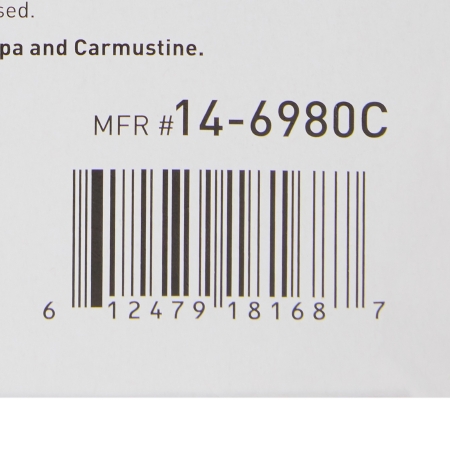 sed.
pa and Carmustine.
MFR #14-6980C
6 12479 18168 7